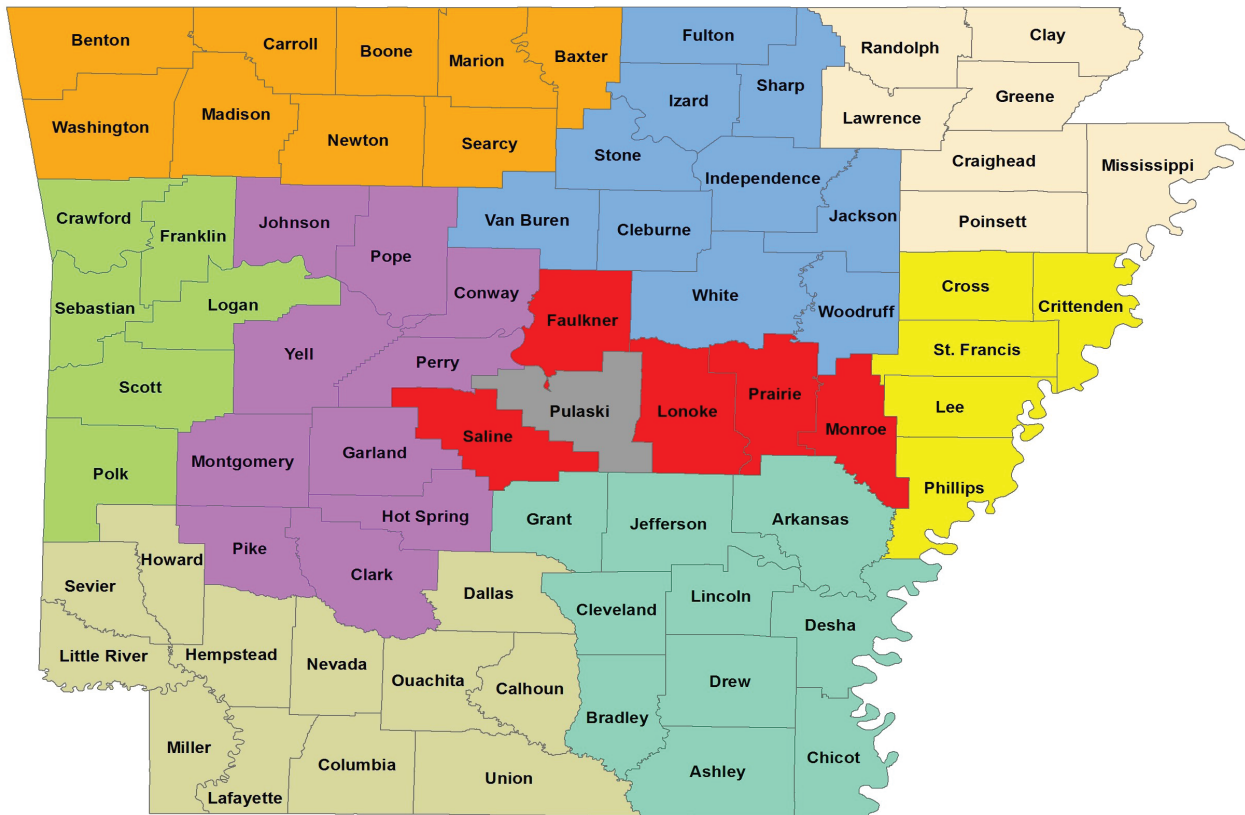 Benton
Carroll
Boone
Marion
Baxter
Fulton
Randolph
Clay
Washington
Madison
Newton
Searcy
Izard
Sharp
Lawrence
Greene
Stone
Independence
Craighead
Mississippi
Crawford
Franklin
Johnson
Pope
Van Buren
Cleburne
Jackson
Poinsett
Sebastian
Logan
Conway
Faulkner
White
Woodruff
Cross
Crittenden
Scott
Yell
Perry
Pulaski
Lonoke
Prairie
Monroe
St. Francis
Lee
Polk
Montgomery
Garland
Saline
Phillips
Hot Spring
Grant
Jefferson
Arkansas
Howard
Pike
Clark
Sevier
Dallas
Cleveland
Lincoln
Desha
Little River
Hempstead
Nevada
Ouachita
Calhoun
Bradley
Drew
Miller
Lafayette
Columbia
Union
Ashley
Chicot